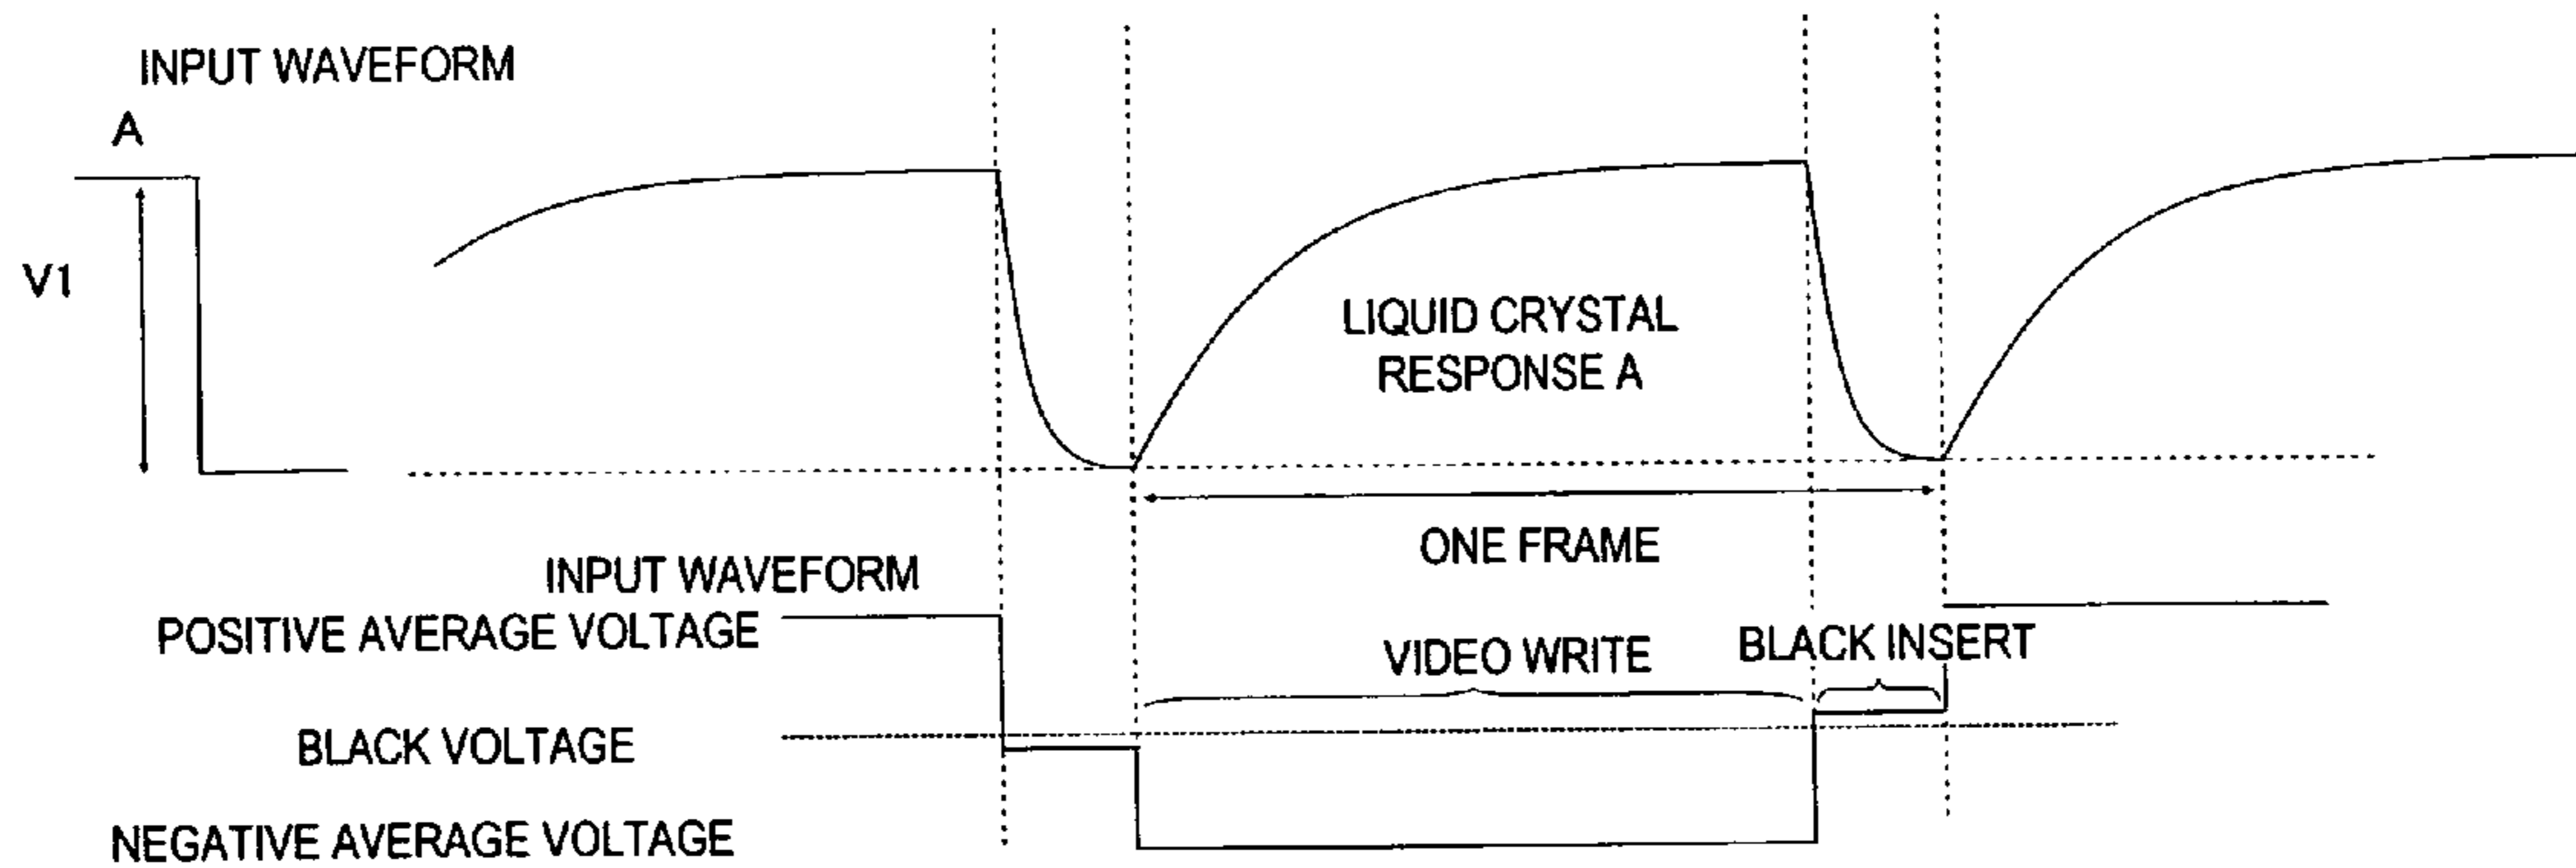 INPUT WAVEFORM
A
V1
LIQUID CRYSTAL
RESPONSE A
ONE FRAME
INPUT WAVEFORM
POSITIVE AVERAGE VOLTAGE
VIDEO WRITE
BLACK INSERT
BLACK VOLTAGE
NEGATIVE AVERAGE VOLTAGE